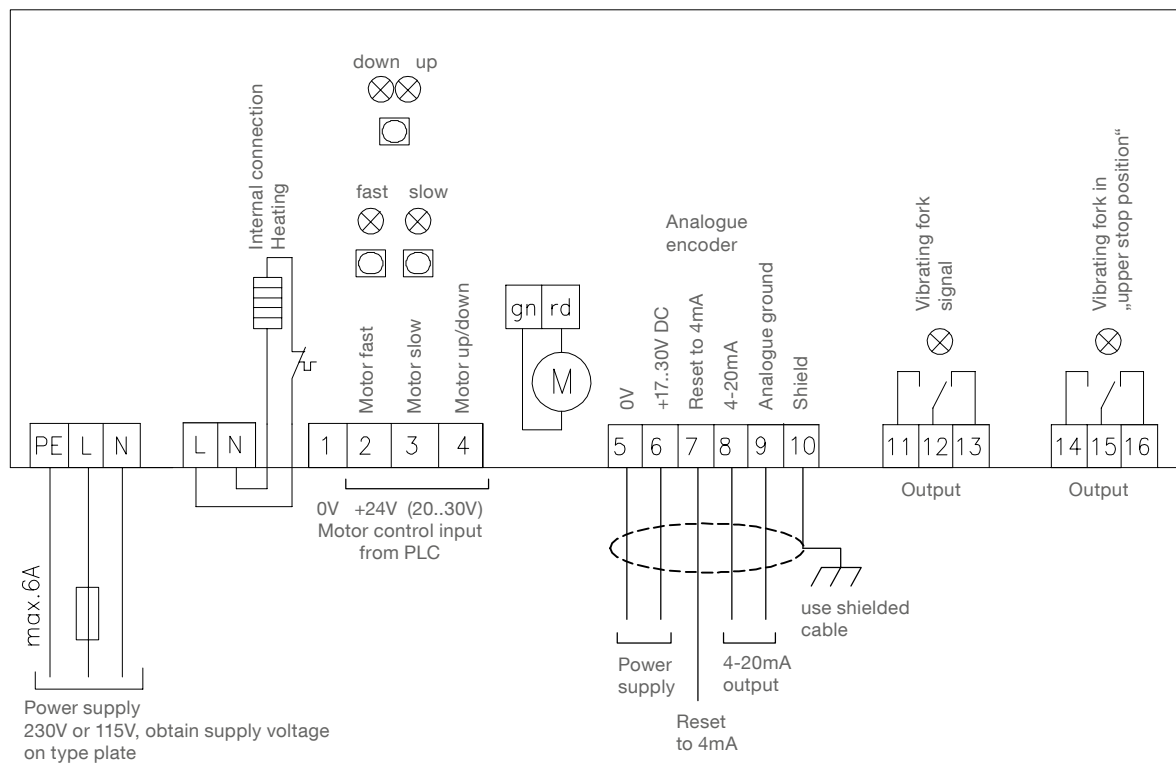 down up
fast slow
Internal connection
Heating
Motor fast
Motor slow
Motor up/down
gn rd
M
Analogue
encoder
0V
+17..30V DC
Reset to 4mA
4-20mA
Analogue ground
Shield
Vibrating fork
signal
Vibrating fork in
„upper stop position“
PE L N
L N
1 2 3 4
5 6 7 8 9 10
11 12 13
14 15 16
0V +24V (20..30V)
Motor control input
from PLC
Output
Output
max.6A
use shielded
cable
Power
supply
4-20mA
output
Reset
to 4mA
Power supply
230V or 115V, obtain supply voltage
on type plate